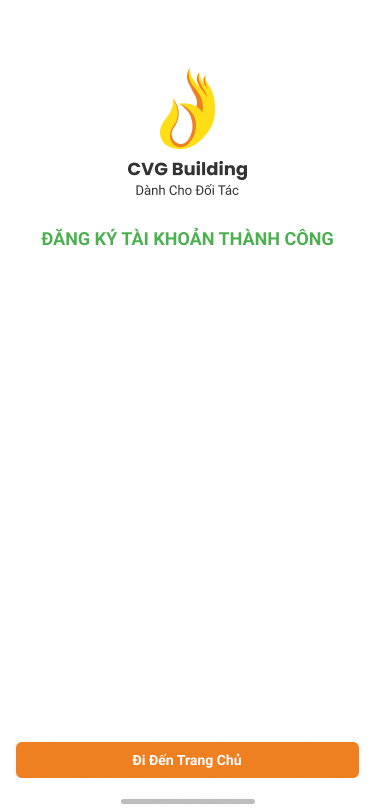 CVG Building
Dành Cho Đối Tác
ĐĂNG KÝ TÀI KHOẢN THÀNH CÔNG
Đi Đến Trang Chủ